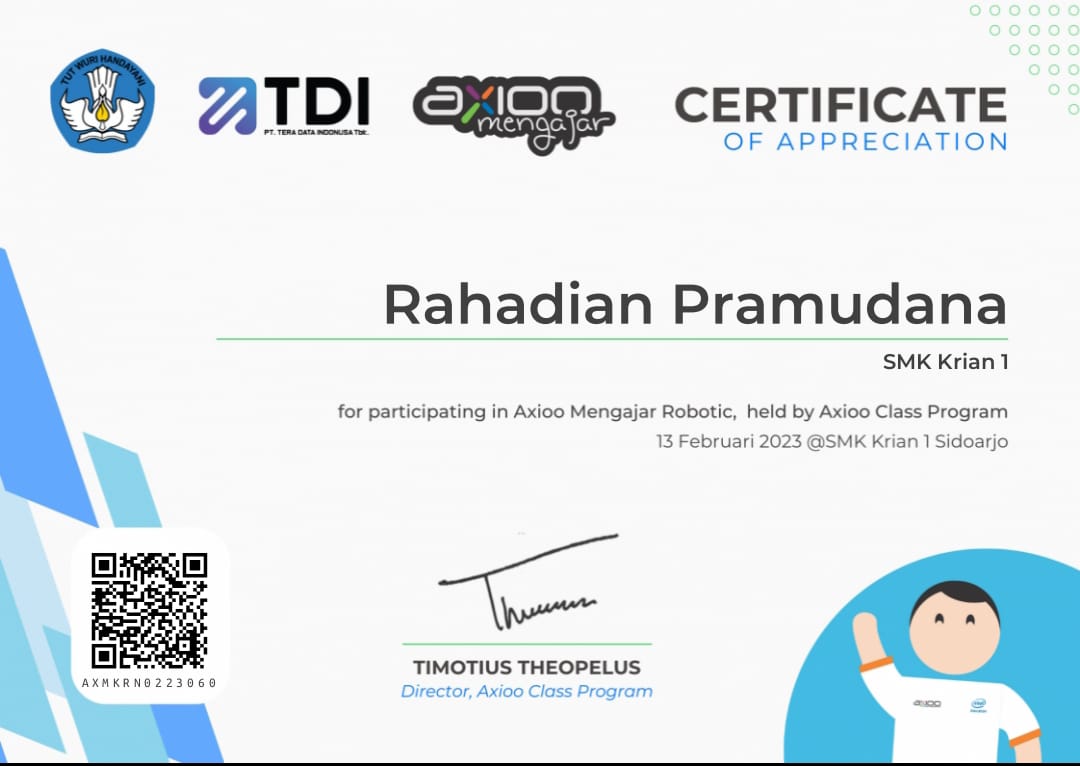 TUT WURI HANDAYANI
TDI
PT. TERA DATA INDONUSA Tbk.
axioo
mengajar
CERTIFICATE
OF APPRECIATION
Rahadian Pramudana
SMK Krian 1
for participating in Axioo Mengajar Robotic,  held by Axioo Class Program
13 Februari 2023 @SMK Krian 1 Sidoarjo
TIMOTIUS THEOPELUS
Director, Axioo Class Program
AXMKRN0223060
axioo
intel